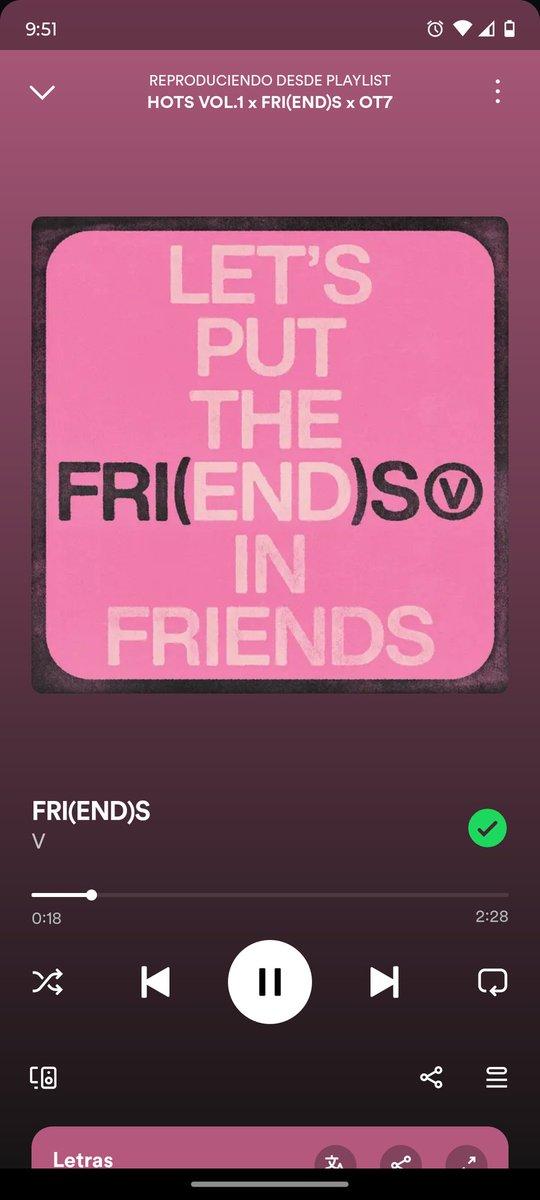 9:51
REPRODUCIENDO DESDE PLAYLIST
HOTS VOL.1 x FRI(END)S x OT7
LET'S
PUT
THE
FRI(END)S V
IN
FRIENDS
FRI(END)S
V
0:18
2:28
Letras